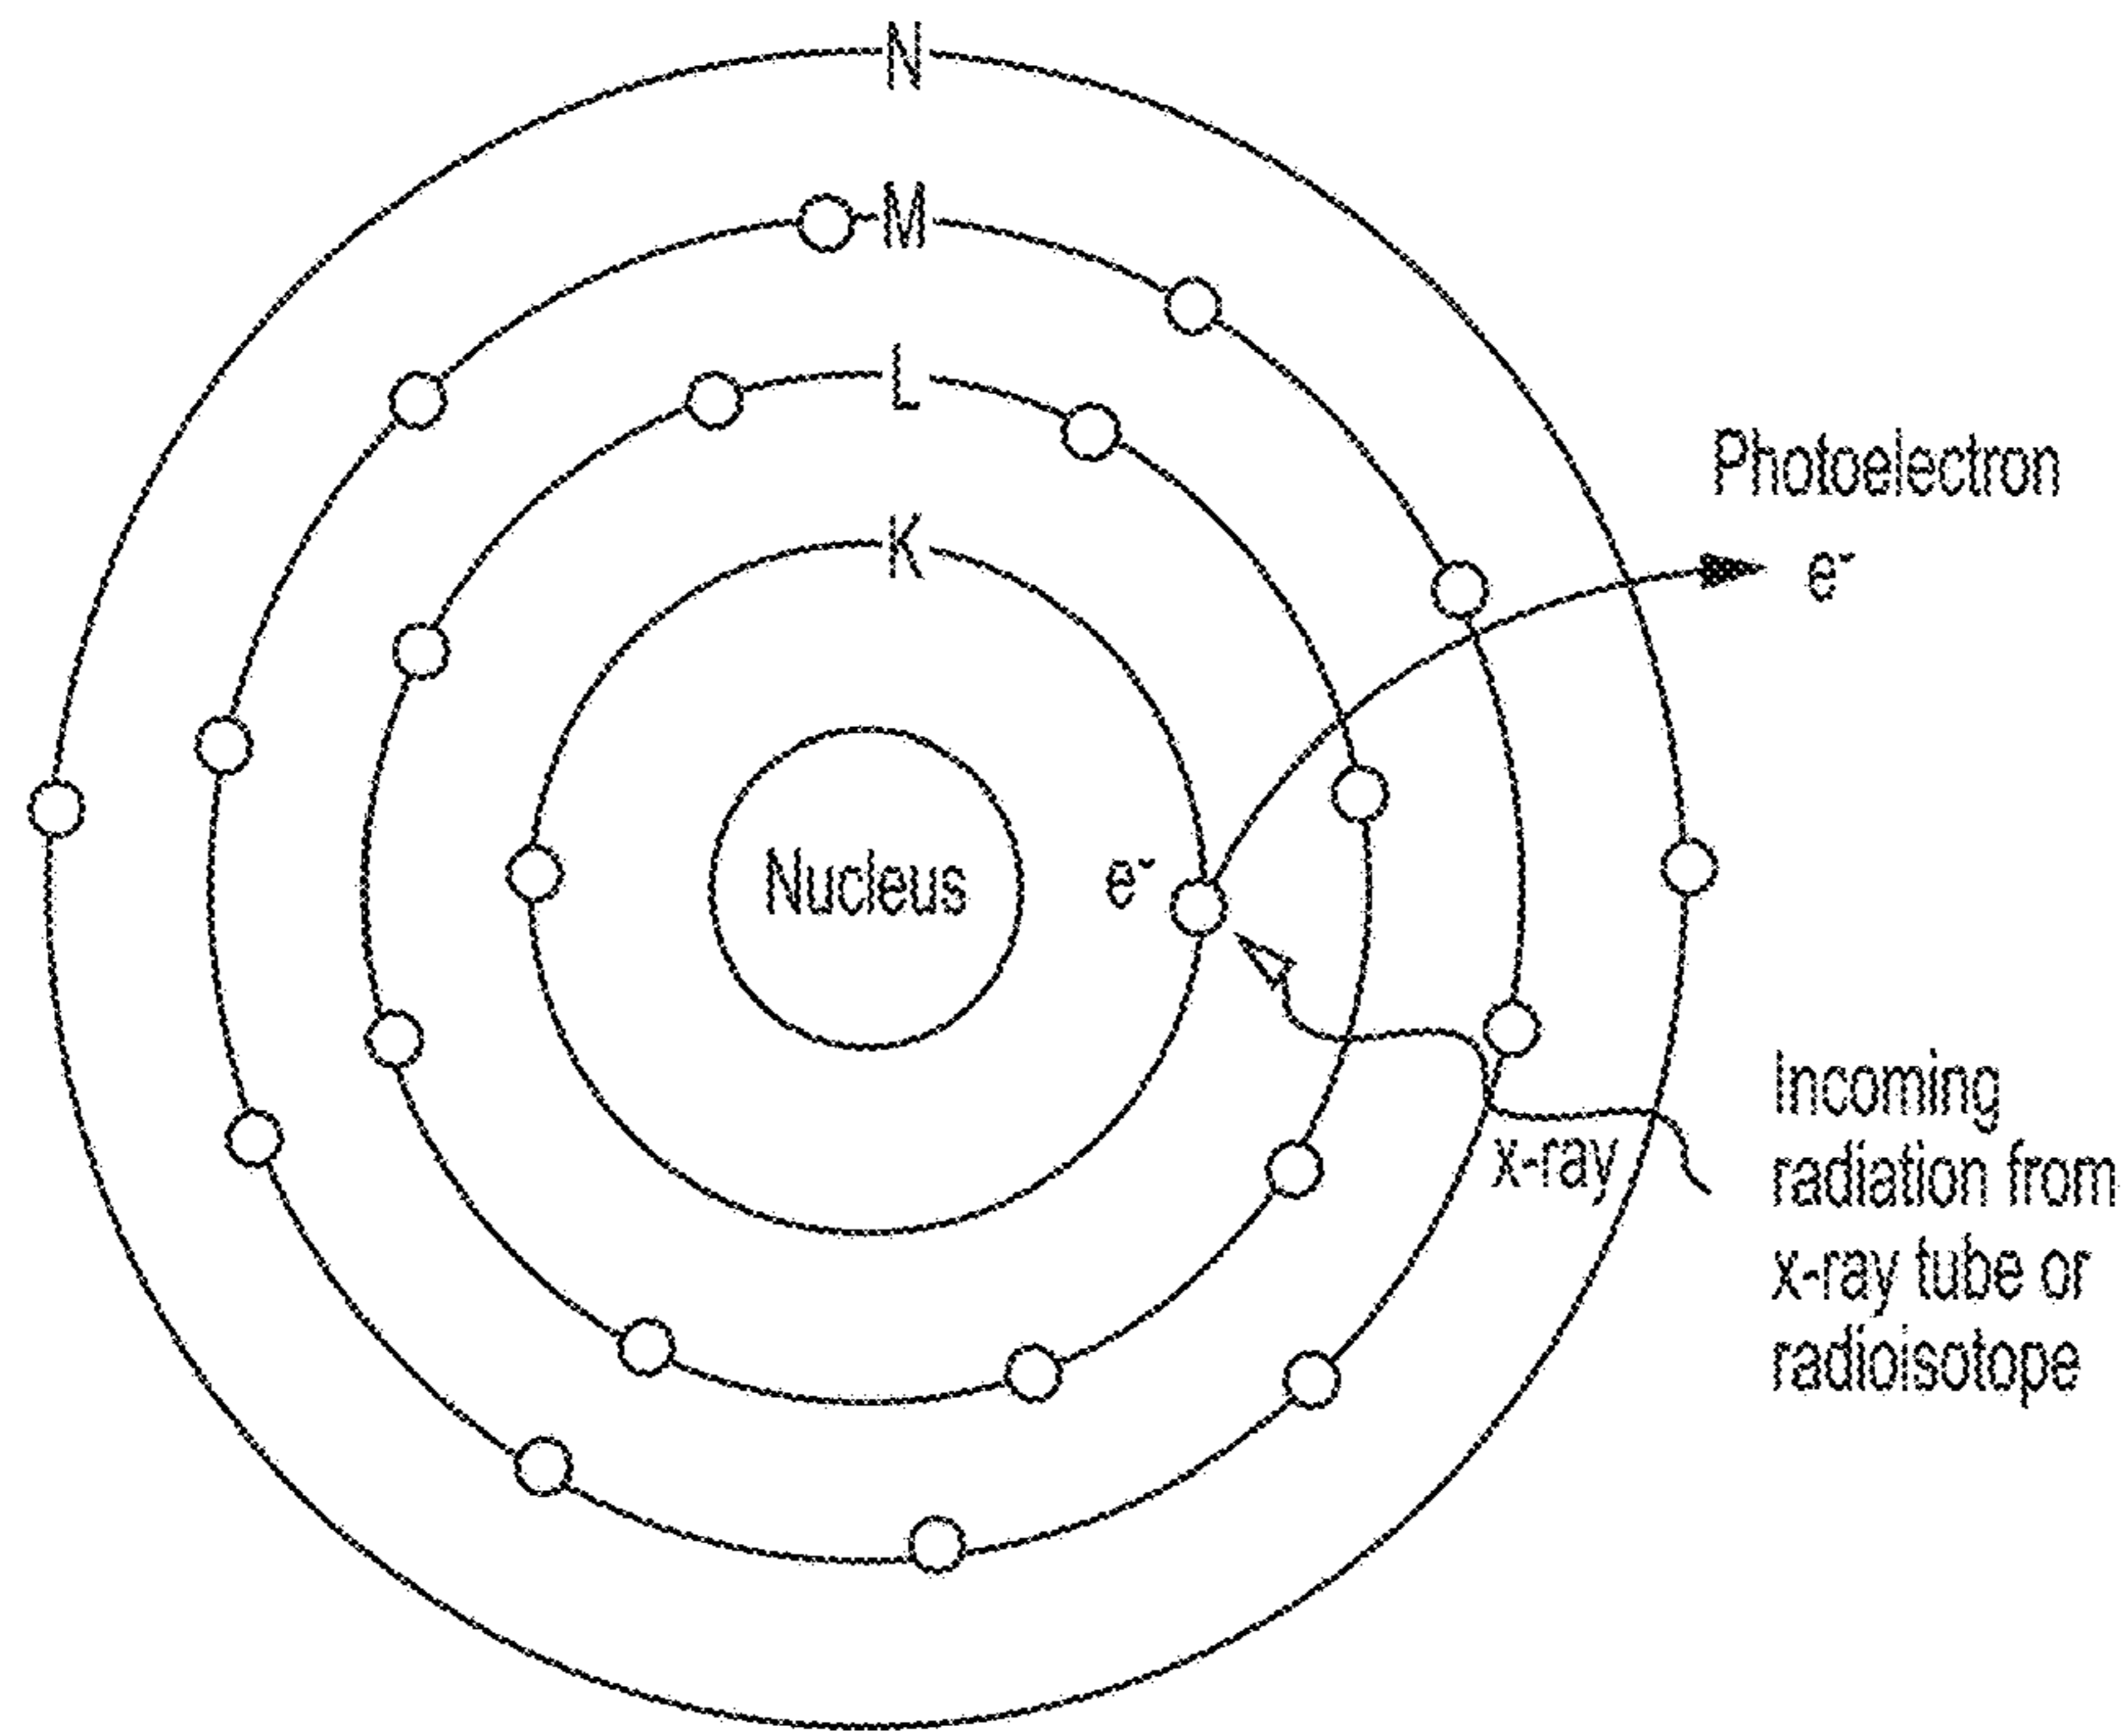 N
M
L
K
Photoelectron
e-
Nucleus
e-
x-ray
Incoming
radiation from
x-ray tube or
radioisotope